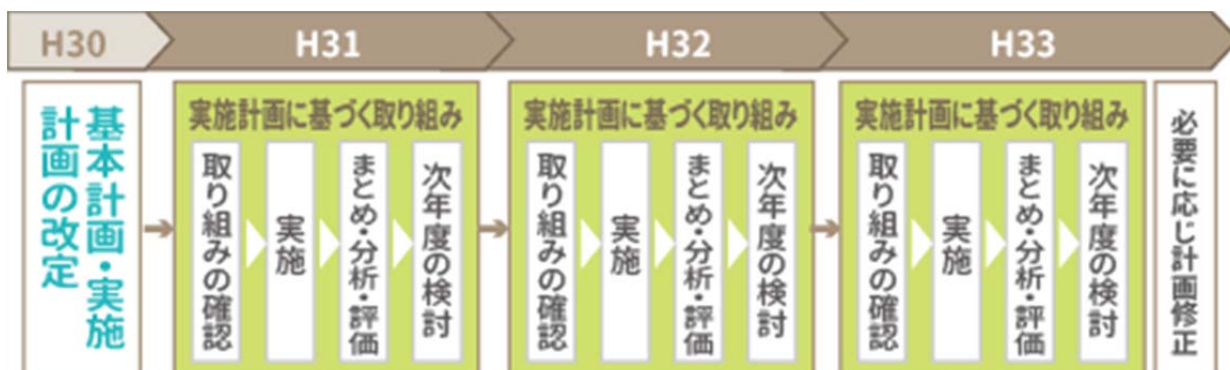 H30
H31
H32
H33
基本計画・実施
計画の改定
実施計画に基づく取り組み
取り組みの確認
実施
まとめ・分析・評価
次年度の検討
実施計画に基づく取り組み
取り組みの確認
実施
まとめ・分析・評価
次年度の検討
実施計画に基づく取り組み
取り組みの確認
実施
まとめ・分析・評価
次年度の検討
必要に応じ計画修正